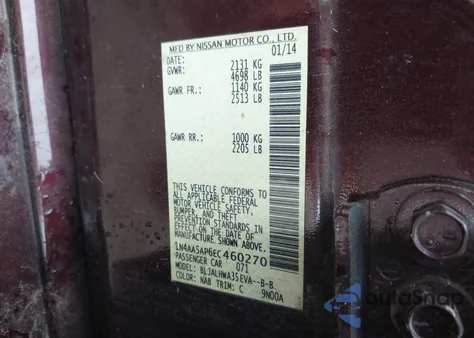 MFD BY NISSAN MOTOR CO., LTD.
DATE: 01/14
GVWR: 2131 KG
4698 LB
GAWR FR.: 1140 KG
2513 LB
GAWR RR.: 1000 KG
2205 LB
THIS VEHICLE CONFORMS TO
ALL APPLICABLE FEDERAL
MOTOR VEHICLE SAFETY,
BUMPER, AND THEFT
PREVENTION STANDARDS IN
EFFECT ON THE DATE OF
MANUFACTURE SHOWN ABOVE.
1N4AA5AP6EC460270
PASSENGER CAR 071
MODEL: BLJALHWA35EVA--B-B
COLOR: NAB TRIM: C 9N00A
AutoSnap